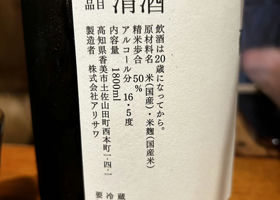 品目 清酒
飲酒は20歳になってから。
原材料名 米(国産)・米麹(国産米)
精米歩合 50%
アルコール分 16・5度
内容量 1800ml
高知県香美市土佐山田町西本町一-四-1
製造者 株式会社アリサワ
要冷蔵